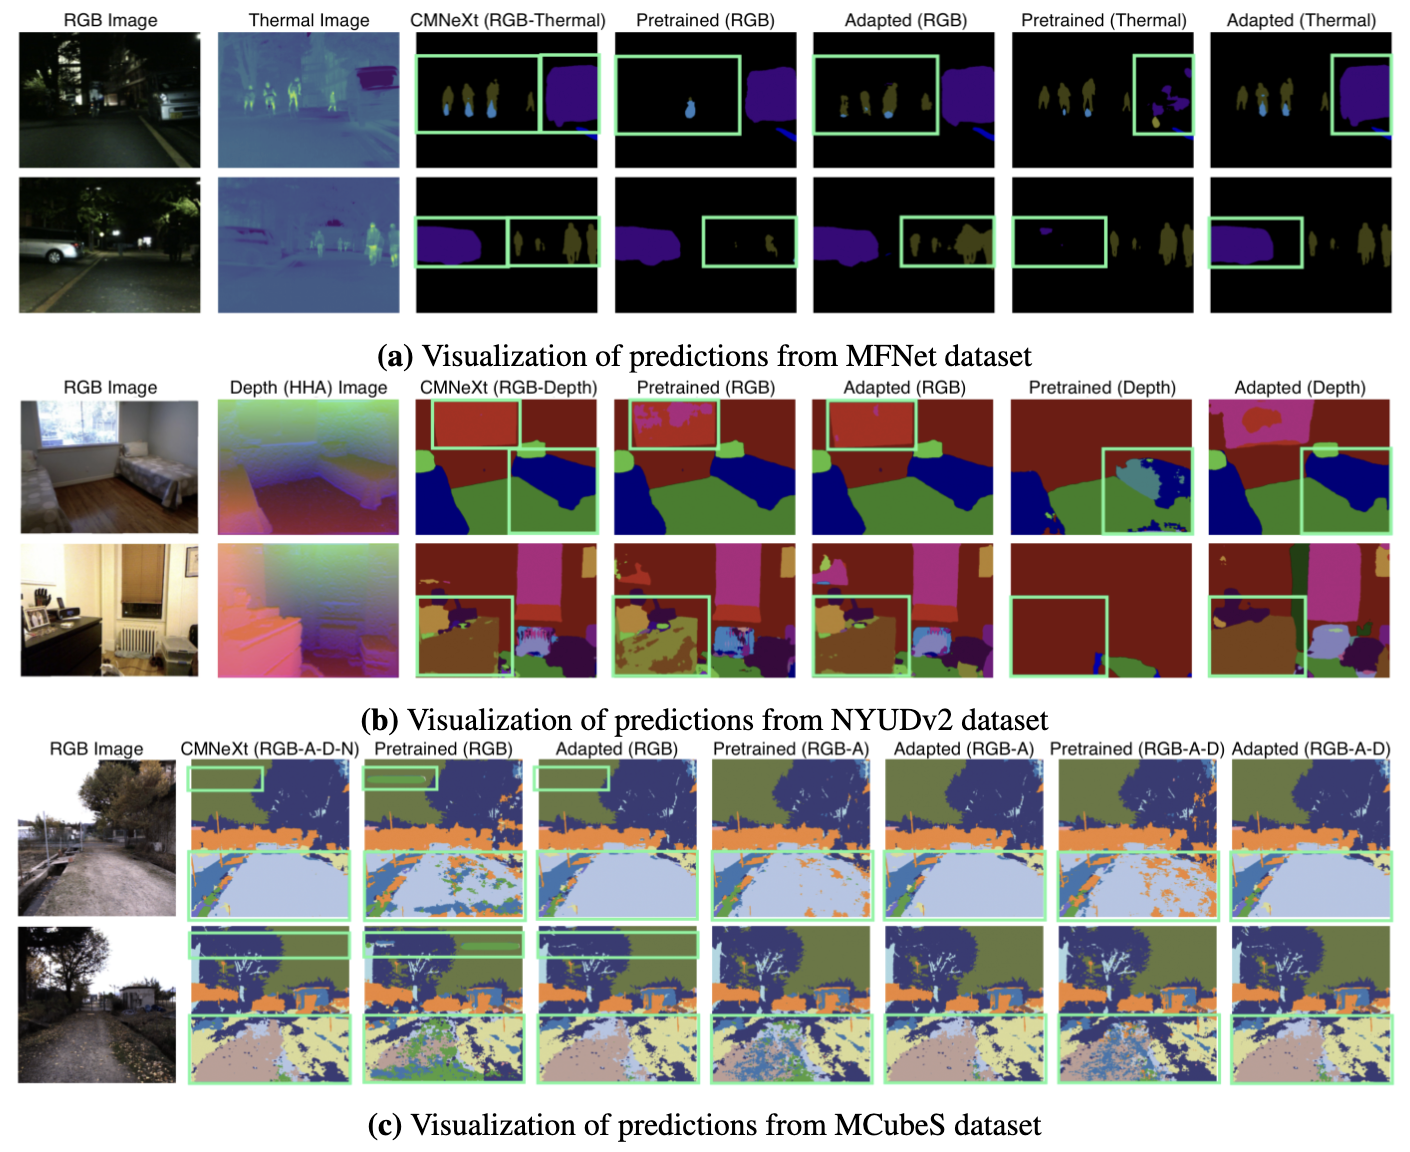 RGB Image Thermal Image CMNeXt (RGB-Thermal) Pretrained (RGB) Adapted (RGB) Pretrained (Thermal) Adapted (Thermal)
(a) Visualization of predictions from MFNet dataset
RGB Image Depth (HHA) Image CMNeXt (RGB-Depth) Pretrained (RGB) Adapted (RGB) Pretrained (Depth) Adapted (Depth)
(b) Visualization of predictions from NYUDv2 dataset
RGB Image CMNeXt (RGB-A-D-N) Pretrained (RGB) Adapted (RGB) Pretrained (RGB-A) Adapted (RGB-A) Pretrained (RGB-A-D) Adapted (RGB-A-D)
(c) Visualization of predictions from MCubeS dataset